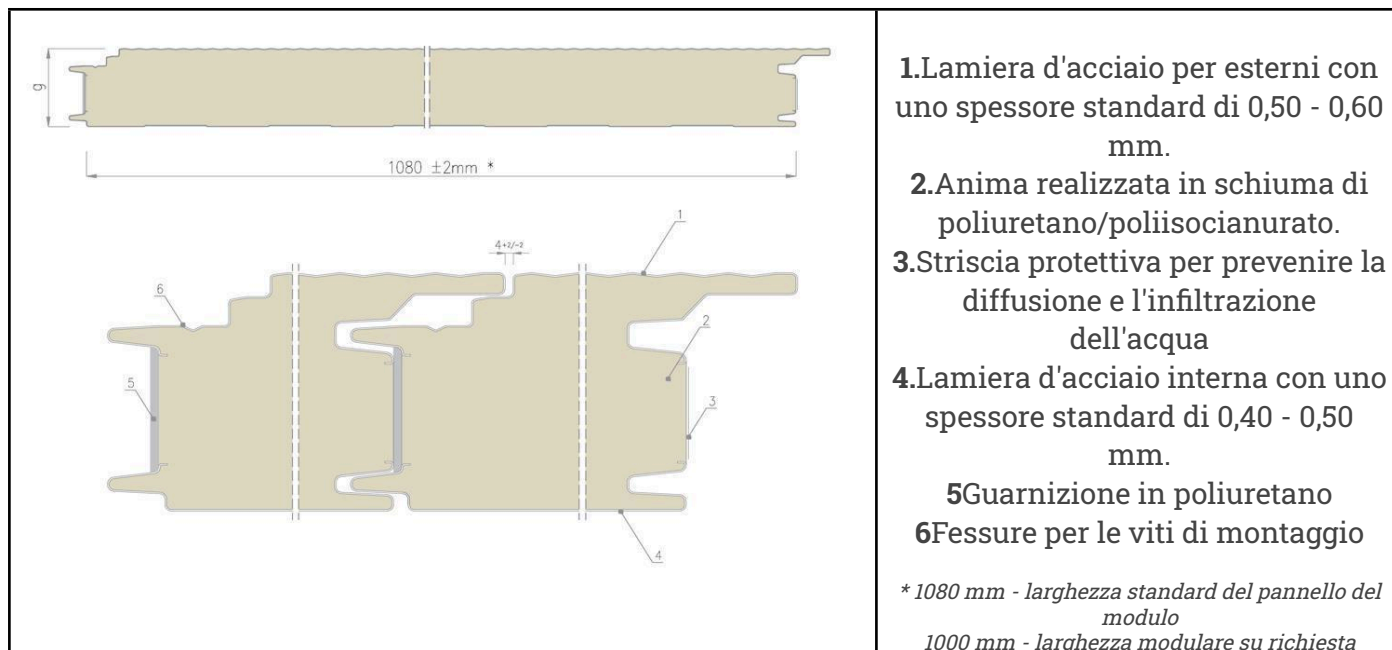 g
1080 ±2mm *
1
4+2/-2
6
2
5
3
4
1.Lamiera d'acciaio per esterni con
uno spessore standard di 0,50 - 0,60
mm.
2.Anima realizzata in schiuma di
poliuretano/poliisocianurato.
3.Striscia protettiva per prevenire la
diffusione e l'infiltrazione
dell'acqua
4.Lamiera d'acciaio interna con uno
spessore standard di 0,40 - 0,50
mm.
5Guarnizione in poliuretano
6Fessure per le viti di montaggio
* 1080 mm - larghezza standard del pannello del
modulo
1000 mm - larghezza modulare su richiesta